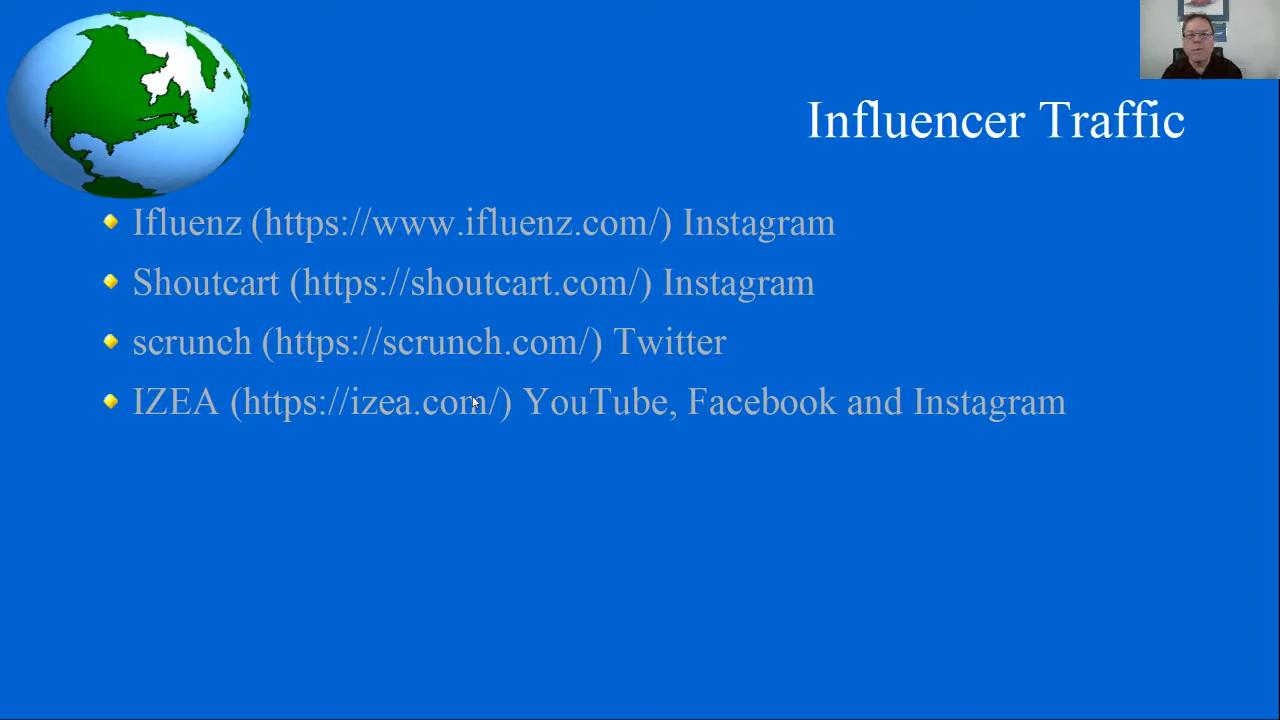 Influencer Traffic
Ifluenz (https://www.ifluenz.com/) Instagram
Shoutcart (https://shoutcart.com/) Instagram
scrunch (https://scrunch.com/) Twitter
IZEA (https://izea.com/) YouTube, Facebook and Instagram